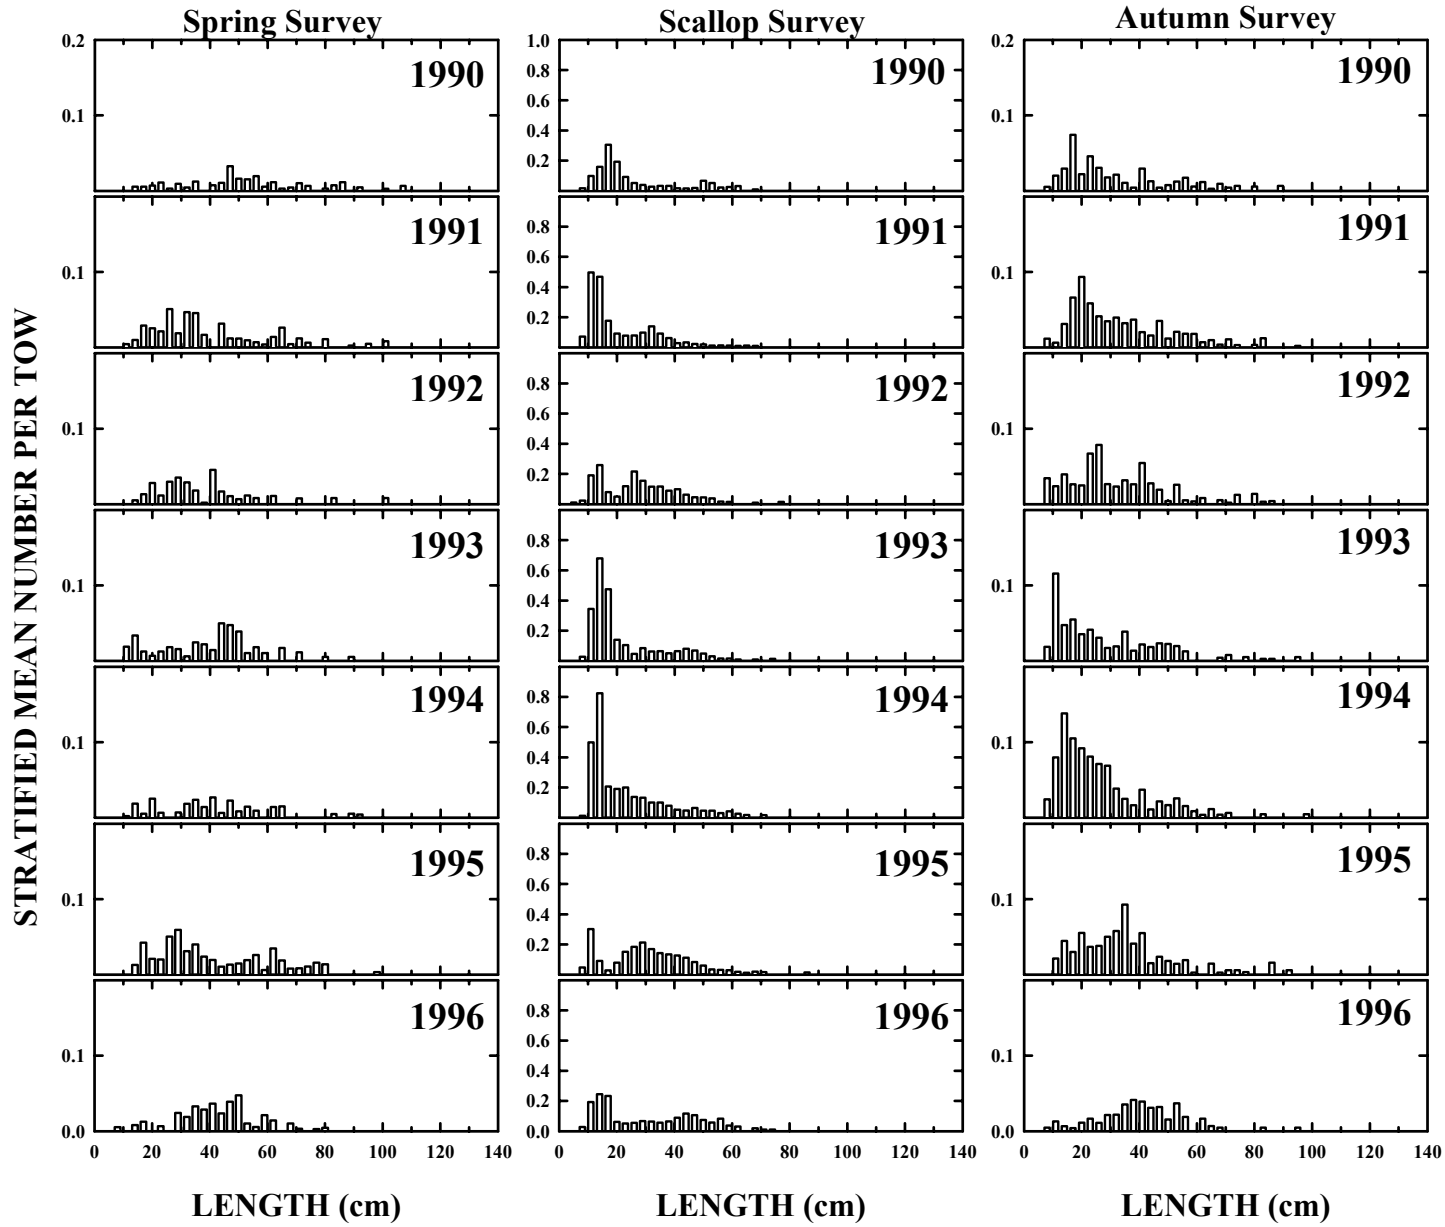 Spring Survey Scallop Survey Autumn Survey
0.2 1.0 0.2
1990 1990 1990
0.8
0.1 0.6 0.1
0.4
0.2
1991 1991 1991
0.8
0.1 0.6 0.1
0.4
0.2
1992 1992 1992
0.8
0.1 0.6 0.1
0.4
0.2
1993 1993 1993
0.8
0.1 0.6 0.1
0.4
0.2
1994 1994 1994
0.8
0.1 0.6 0.1
0.4
0.2
1995 1995 1995
0.8
0.1 0.6 0.1
0.4
0.2
1996 1996 1996
0.8
0.1 0.6 0.1
0.4
0.2
0.0 0.0 0.0
0 20 40 60 80 100 120 140 0 20 40 60 80 100 120 140 0 20 40 60 80 100 120 140
LENGTH (cm) LENGTH (cm) LENGTH (cm)
STRATIFIED MEAN NUMBER PER TOW